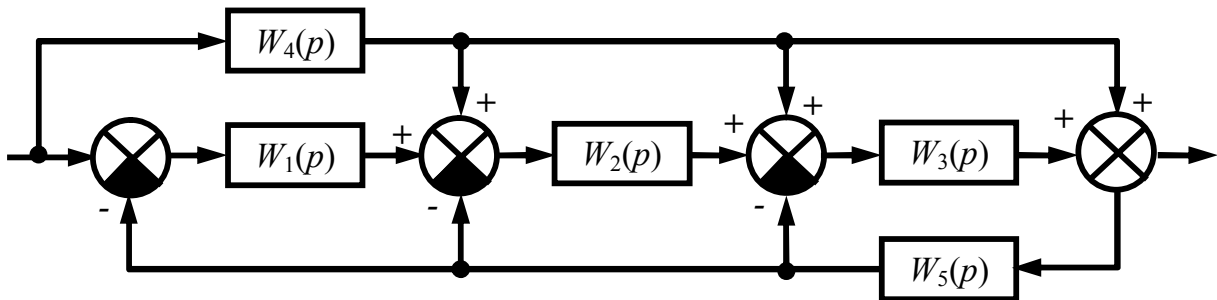 W4(p)
+ + +
+ + +
W1(p) W2(p) W3(p)
- - -
W5(p)